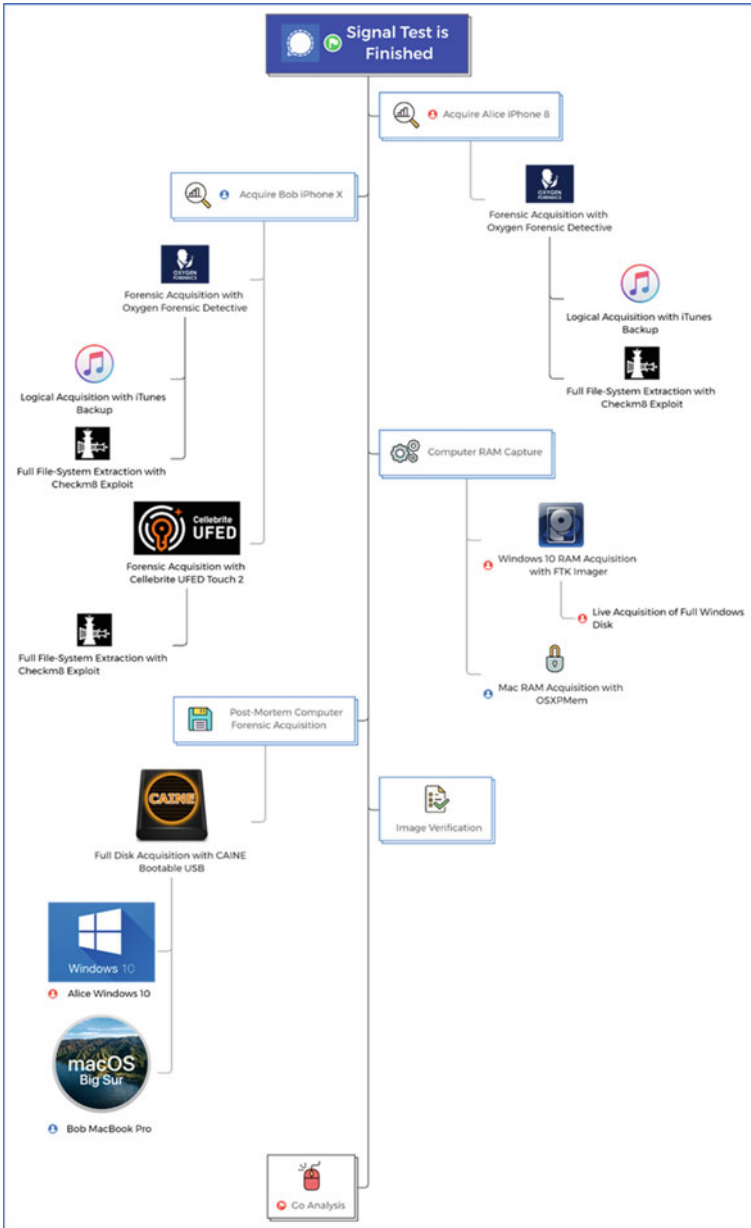 Signal Test is
Finished
Acquire Alice iPhone 8
OXYGEN
FORENSICS
Forensic Acquisition with
Oxygen Forensic Detective
Logical Acquisition with iTunes
Backup
Full File-System Extraction with
Checkm8 Exploit
Acquire Bob iPhone X
OXYGEN
FORENSICS
Forensic Acquisition with
Oxygen Forensic Detective
Logical Acquisition with iTunes
Backup
Full File-System Extraction with
Checkm8 Exploit
Cellebrite
UFED
Forensic Acquisition with
Cellebrite UFED Touch 2
Full File-System Extraction with
Checkm8 Exploit
Computer RAM Capture
Windows 10 RAM Acquisition
with FTK Imager
Live Acquisition of Full Windows
Disk
Mac RAM Acquisition with
OSXPMem
Post-Mortem Computer
Forensic Acquisition
CAINE
Full Disk Acquisition with CAINE
Bootable USB
Windows 10
Alice Windows 10
macOS
Big Sur
Bob MacBook Pro
Image Verification
Go Analysis